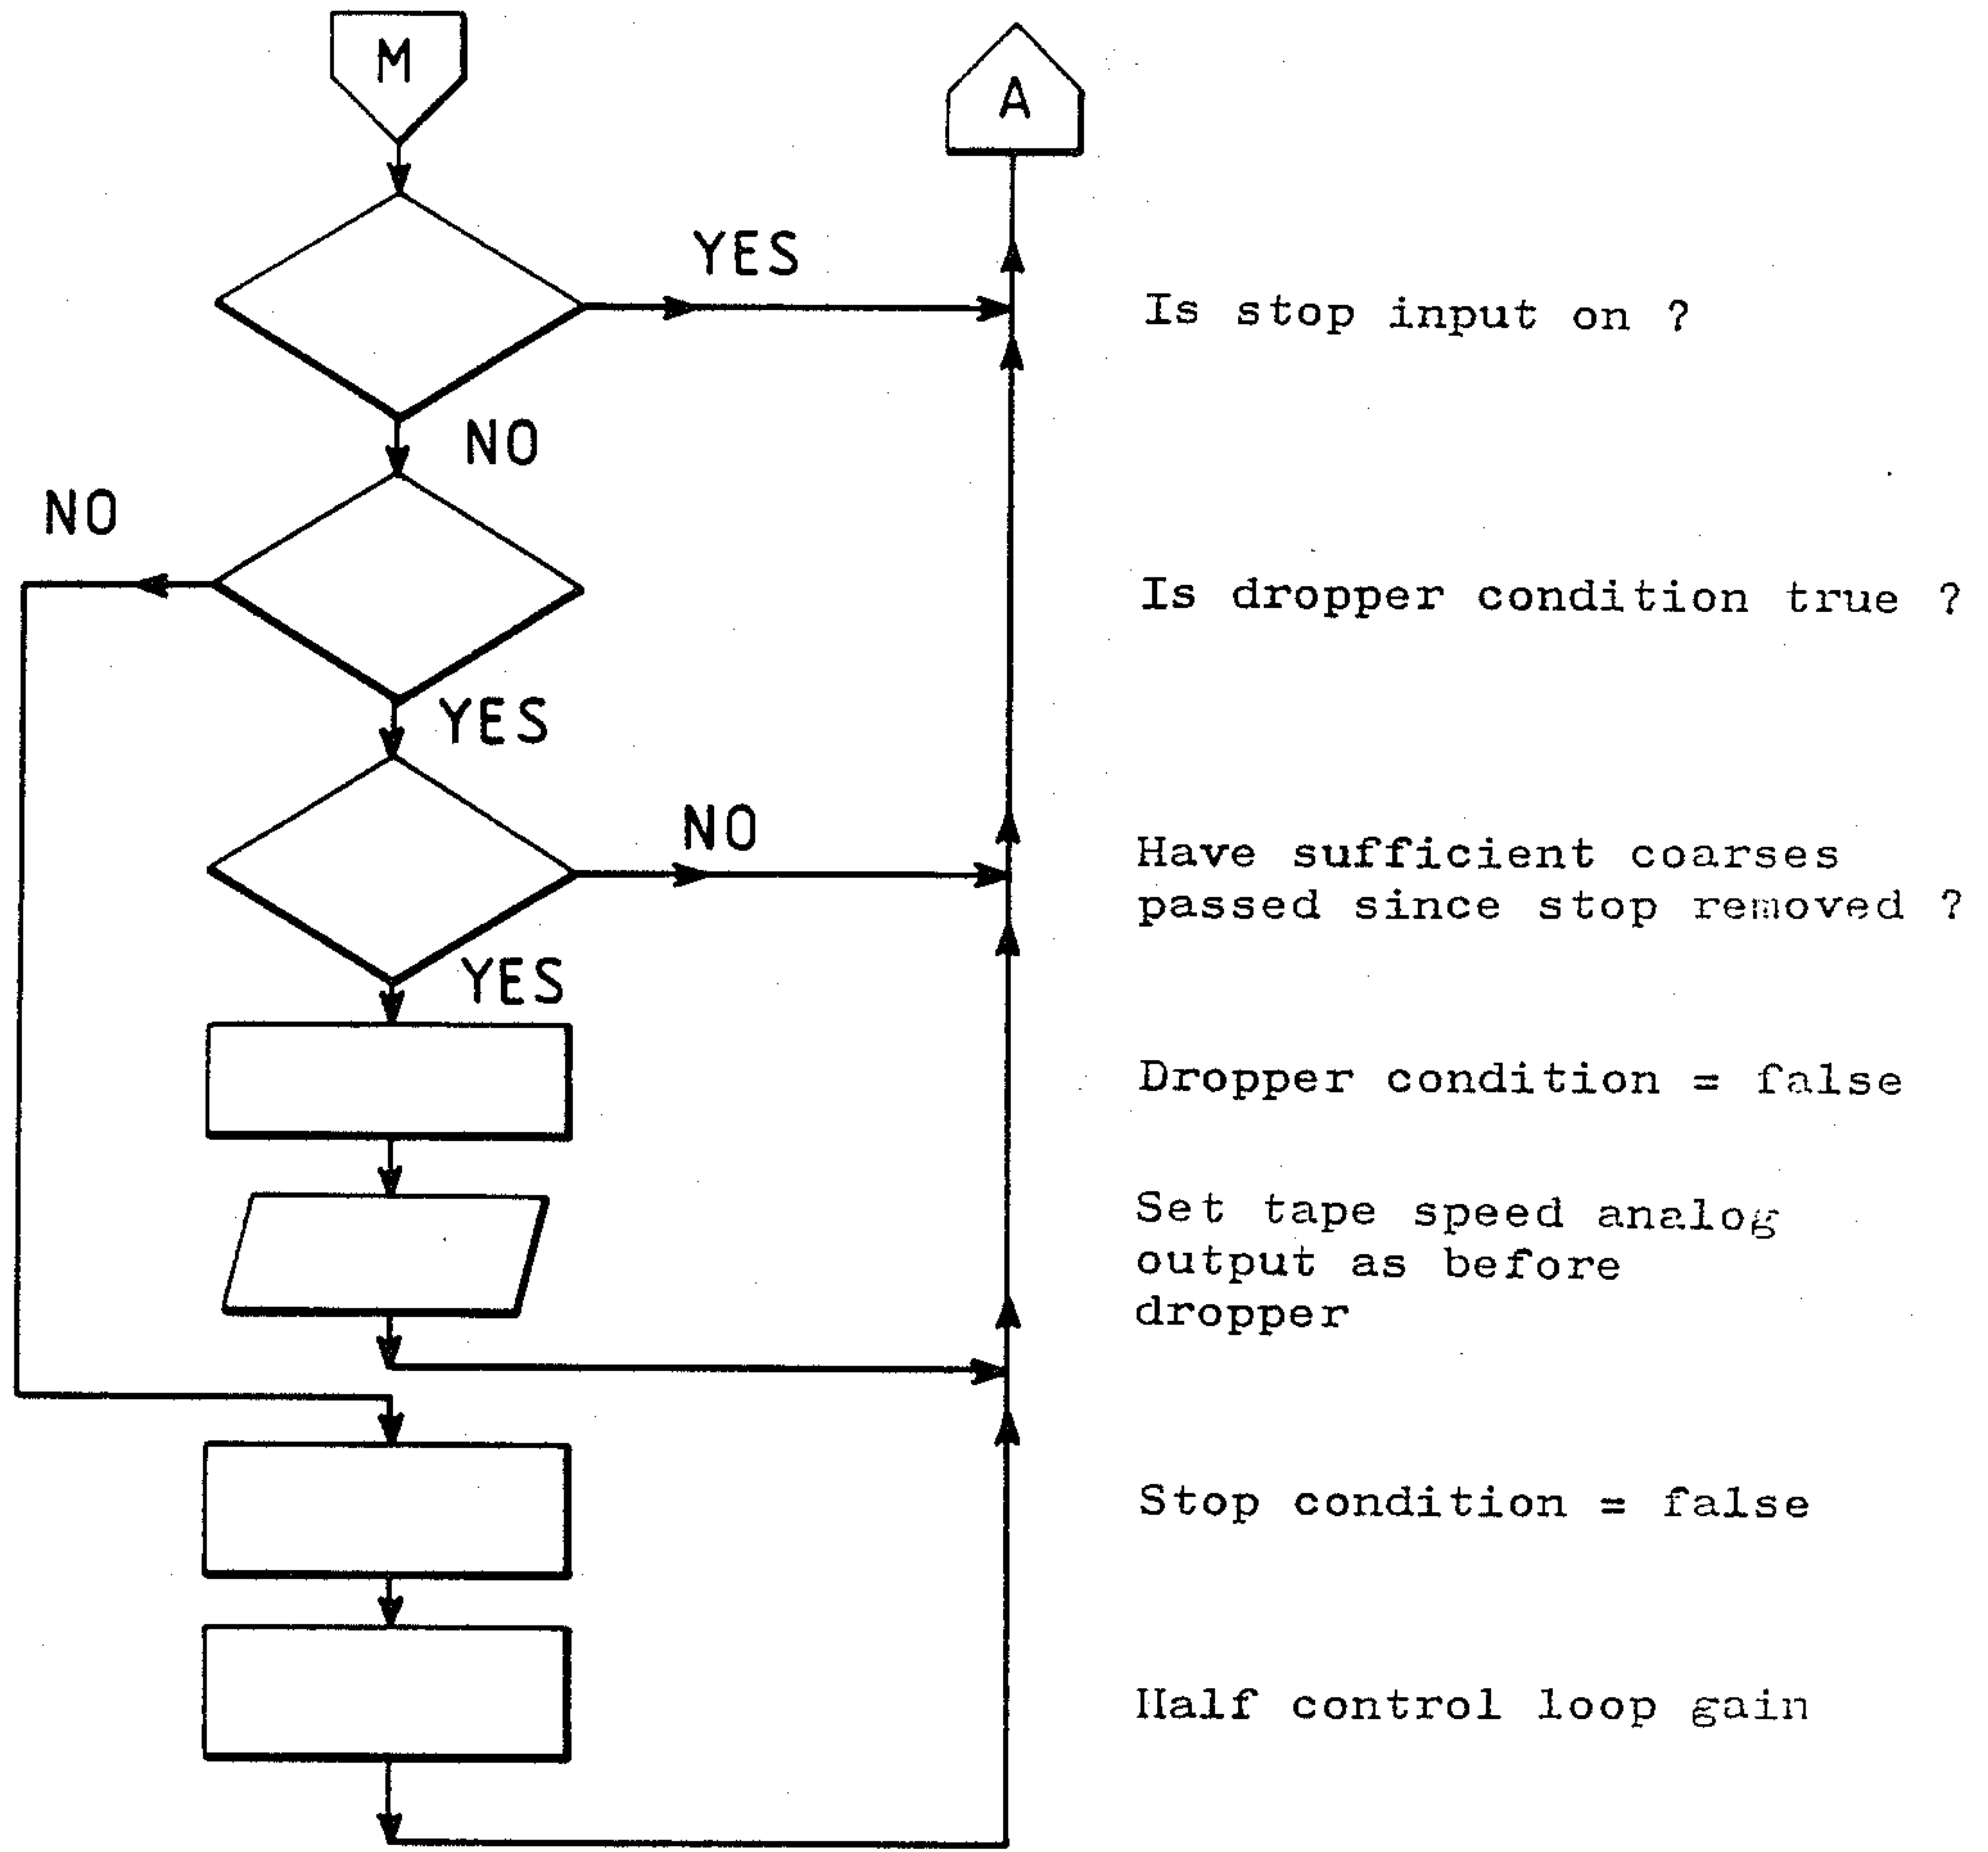 M
A
YES
Is stop input on ?
NO
NO
Is dropper condition true ?
YES
NO
Have sufficient coarses
passed since stop removed ?
YES
Dropper condition = false
Set tape speed analog
output as before
dropper
Stop condition = false
Half control loop gain